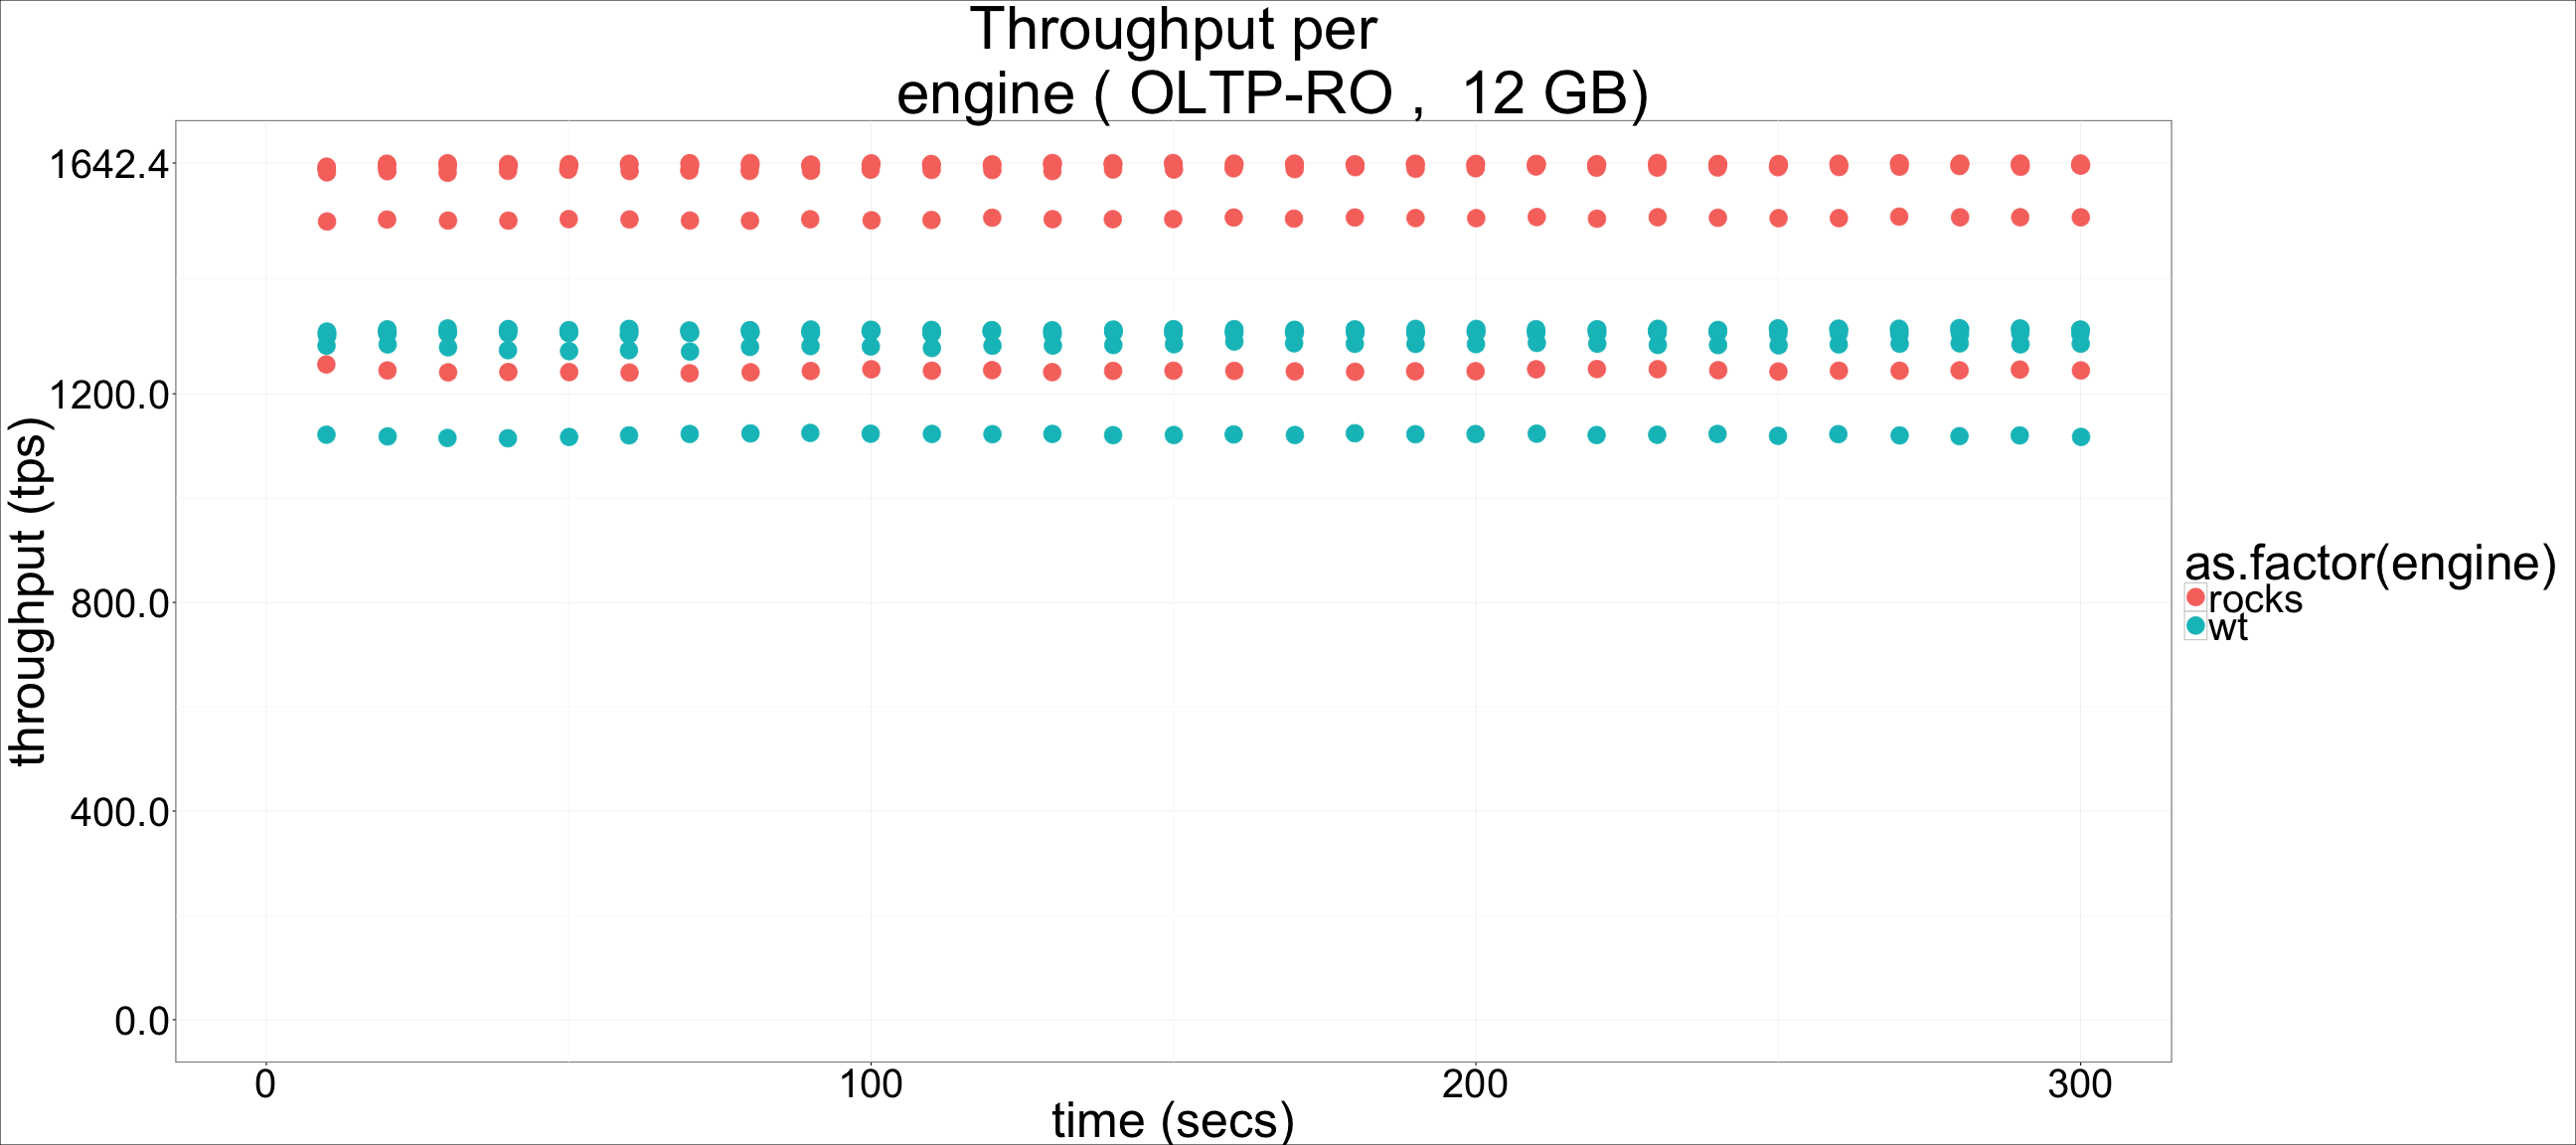 Throughput per
engine ( OLTP-RO ,  12 GB)
1642.4
1200.0
800.0
400.0
0.0
throughput (tps)
0
100
200
300
time (secs)
as.factor(engine)
rocks
wt